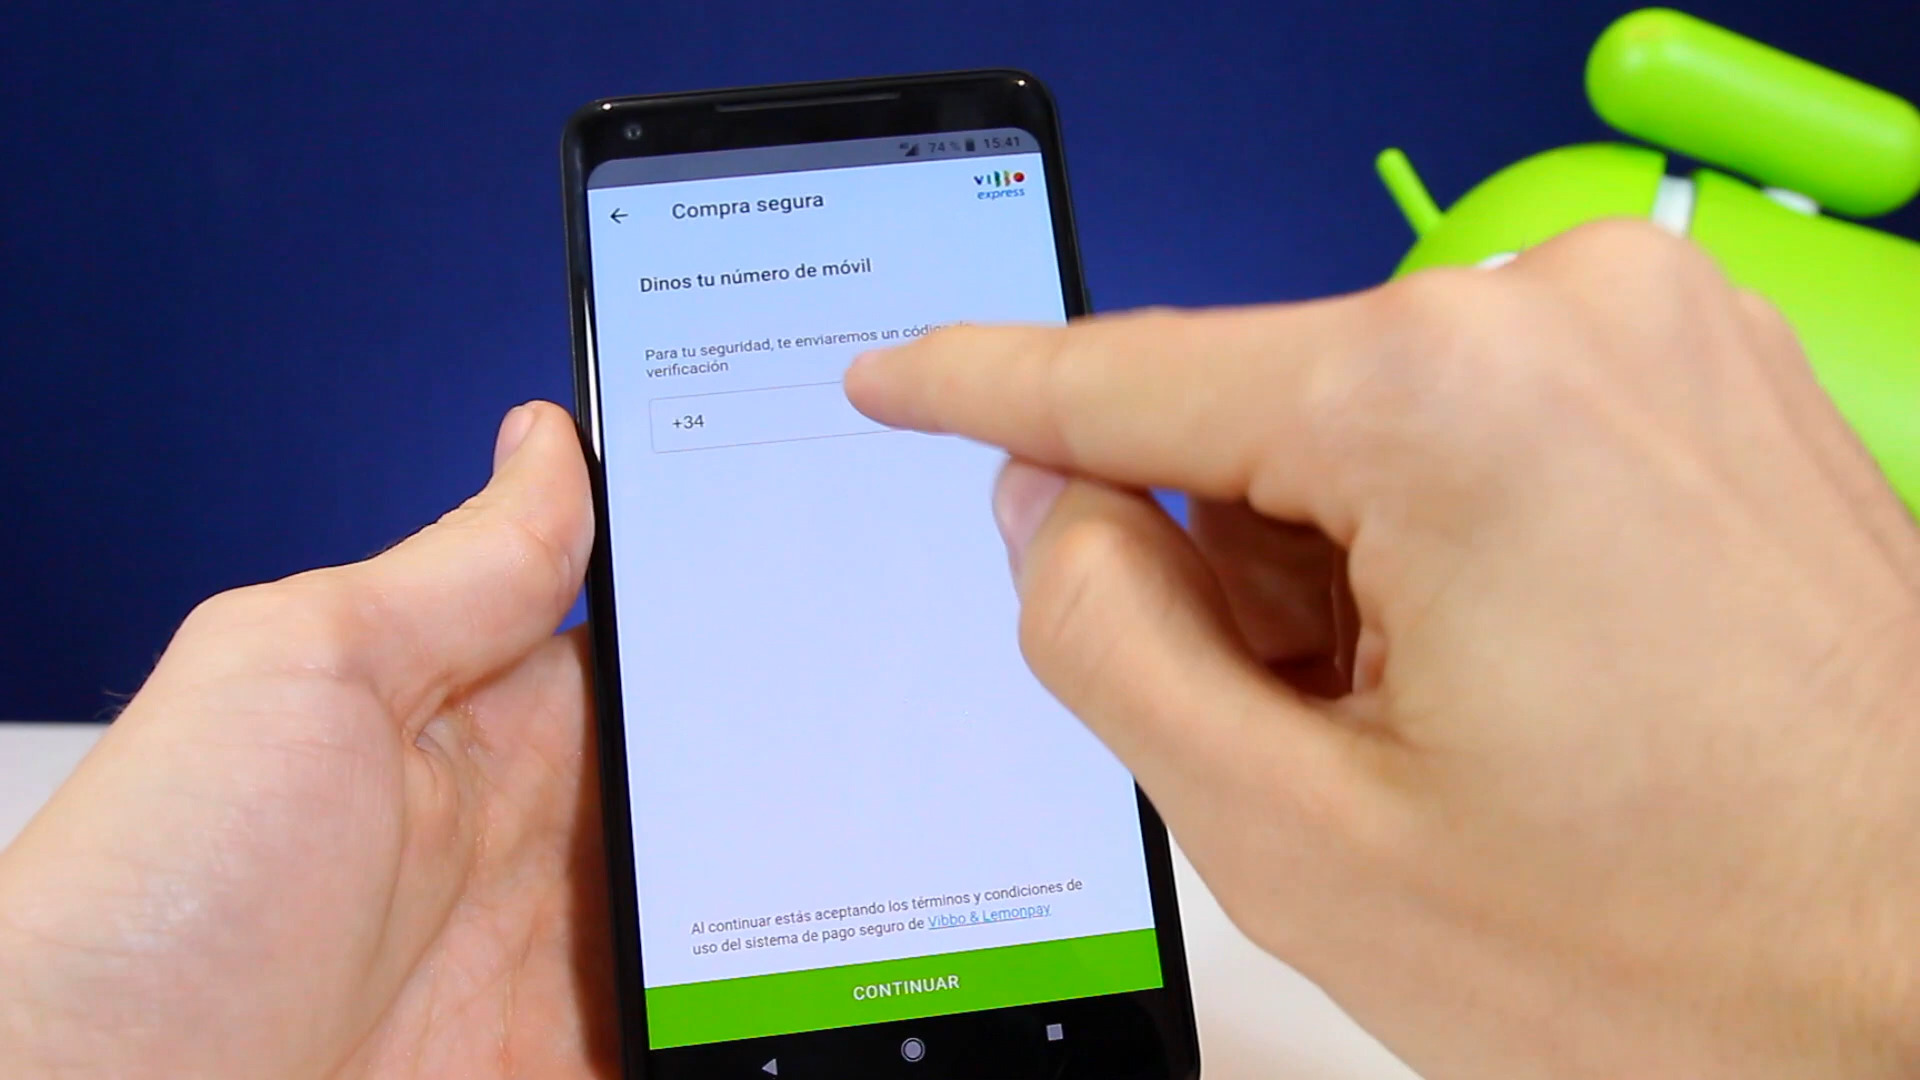 74 % 15:41
vibbo
express
Compra segura
Dinos tu número de móvil
Para tu seguridad, te enviaremos un código de
verificación
+34
Al continuar estás aceptando los términos y condiciones de
uso del sistema de pago seguro de Vibbo & Lemonpay
CONTINUAR